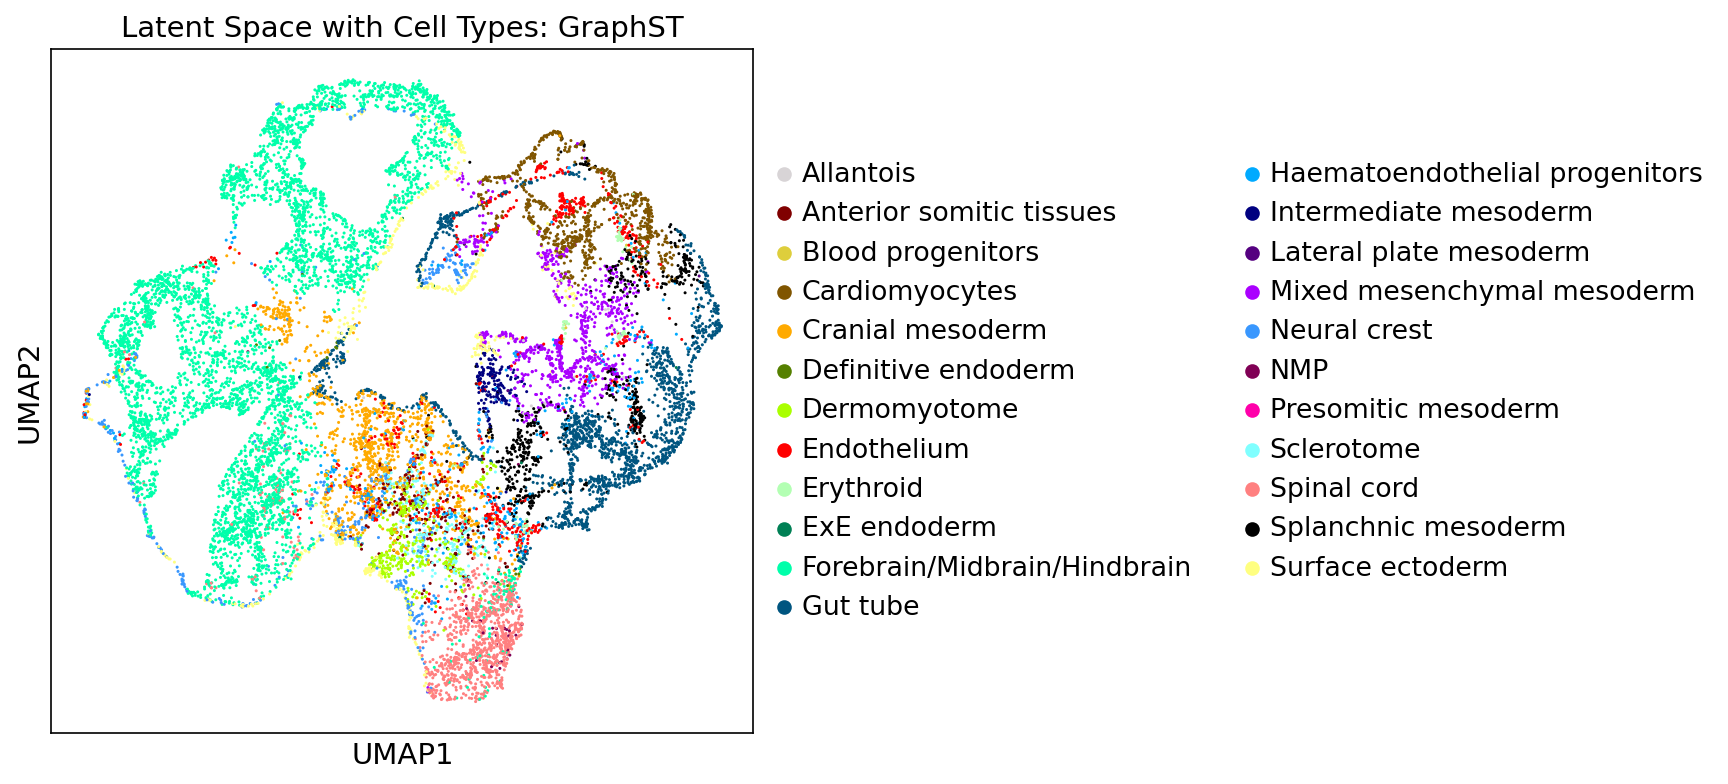 Latent Space with Cell Types: GraphST
UMAP2
UMAP1
Allantois
Anterior somitic tissues
Blood progenitors
Cardiomyocytes
Cranial mesoderm
Definitive endoderm
Dermomyotome
Endothelium
Erythroid
ExE endoderm
Forebrain/Midbrain/Hindbrain
Gut tube
Haematoendothelial progenitors
Intermediate mesoderm
Lateral plate mesoderm
Mixed mesenchymal mesoderm
Neural crest
NMP
Presomitic mesoderm
Sclerotome
Spinal cord
Splanchnic mesoderm
Surface ectoderm